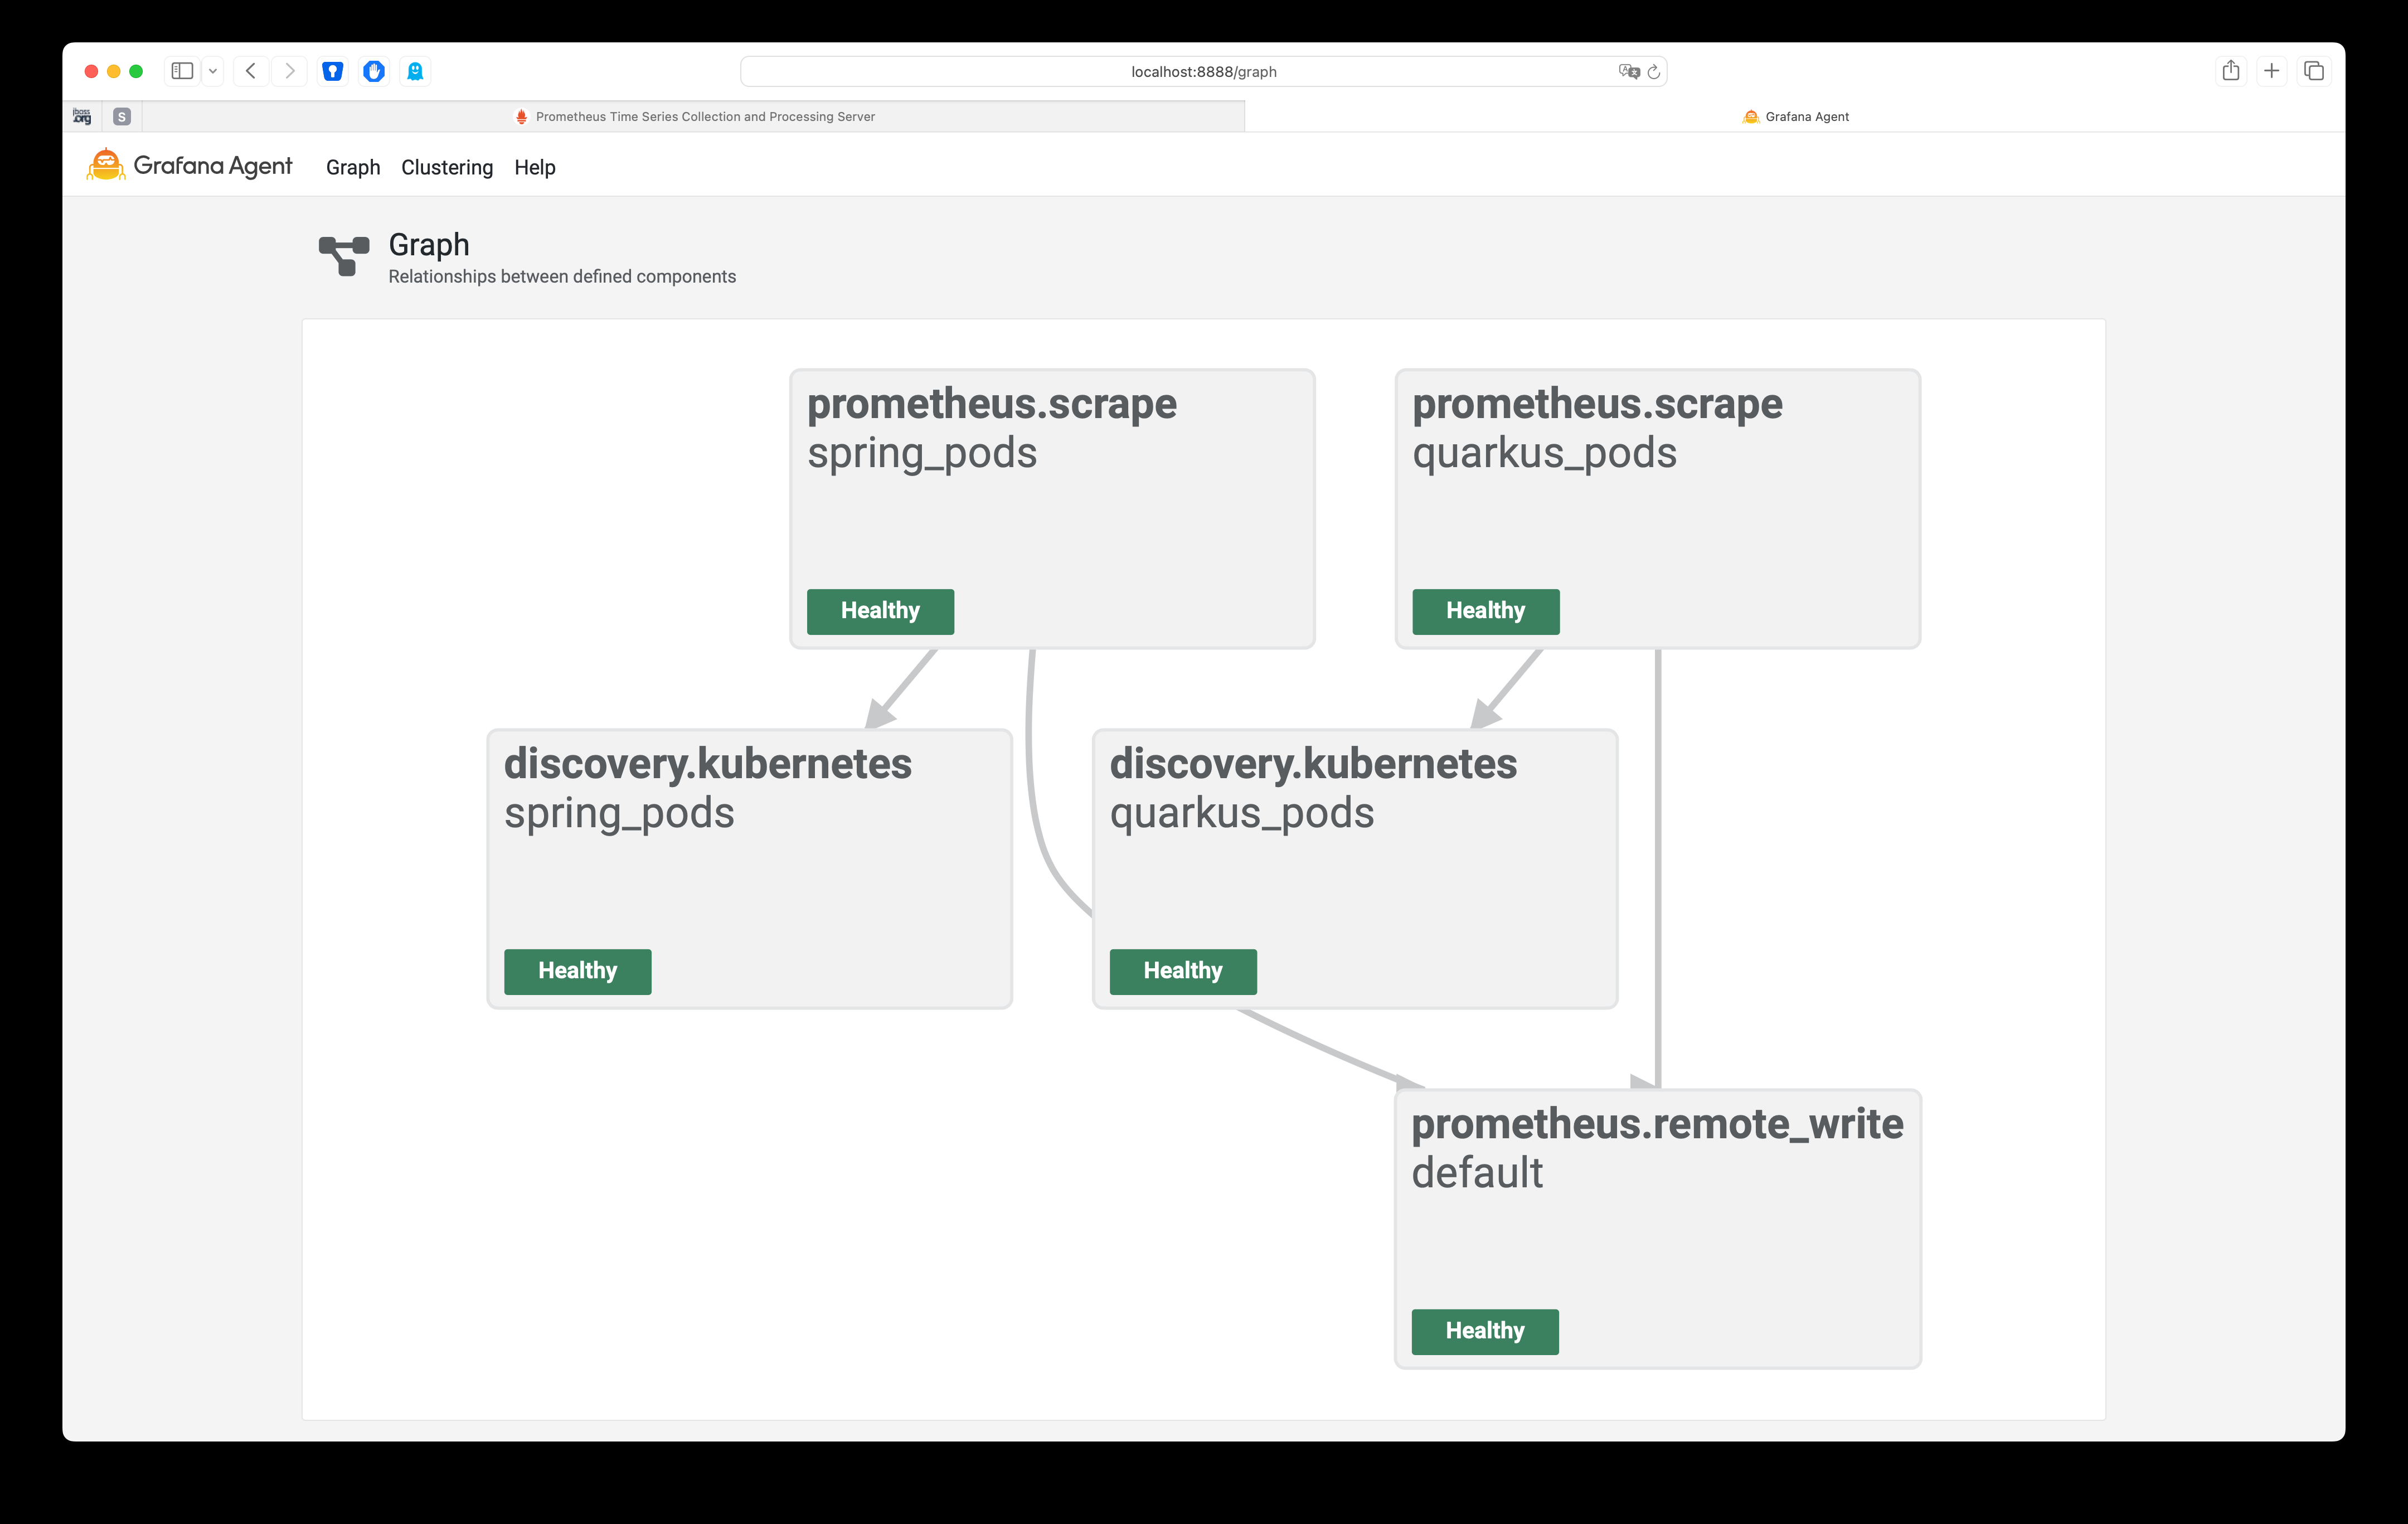 localhost:8888/graph
jboss
.org
S
Prometheus Time Series Collection and Processing Server
Grafana Agent
Grafana Agent
Graph
Clustering
Help
Graph
Relationships between defined components
prometheus.scrape
spring_pods
Healthy
prometheus.scrape
quarkus_pods
Healthy
discovery.kubernetes
spring_pods
Healthy
discovery.kubernetes
quarkus_pods
Healthy
prometheus.remote_write
default
Healthy